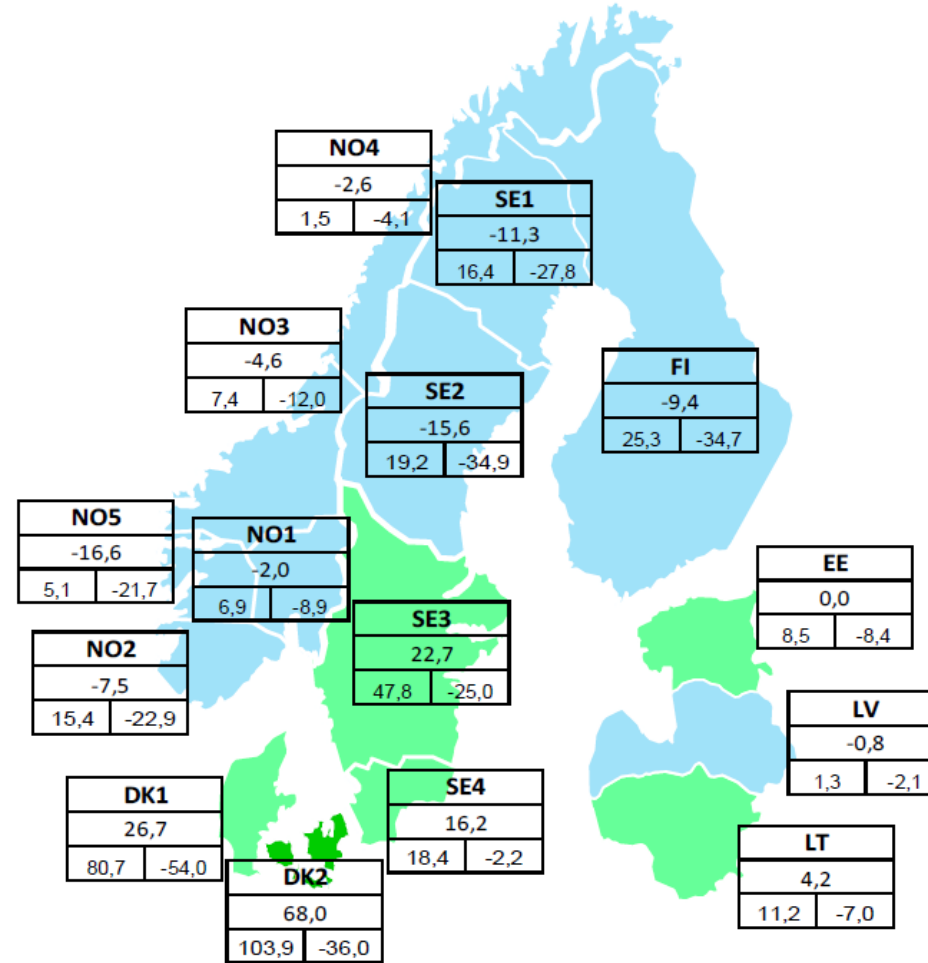 NO4
-2,6
1,5 -4,1
SE1
-11,3
16,4 -27,8
NO3
-4,6
7,4 -12,0
FI
-9,4
25,3 -34,7
SE2
-15,6
19,2 -34,9
NO5
-16,6
5,1 -21,7
NO1
-2,0
6,9 -8,9
EE
0,0
8,5 -8,4
SE3
22,7
47,8 -25,0
NO2
-7,5
15,4 -22,9
LV
-0,8
1,3 -2,1
SE4
16,2
18,4 -2,2
DK1
26,7
80,7 -54,0
LT
4,2
11,2 -7,0
DK2
68,0
103,9 -36,0